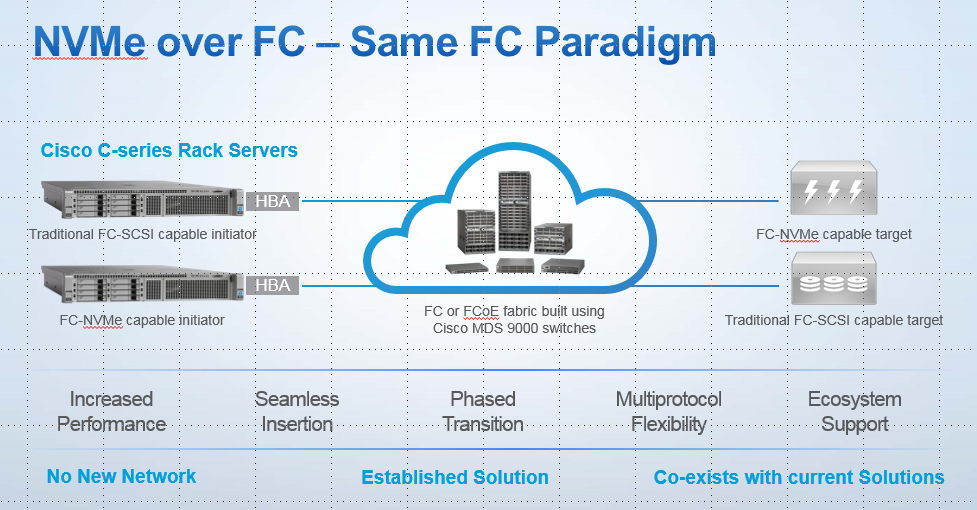 NVMe over FC – Same FC Paradigm
Cisco C-series Rack Servers
HBA
Traditional FC-SCSI capable initiator
HBA
FC-NVMe capable initiator
FC or FCoE fabric built using
Cisco MDS 9000 switches
FC-NVMe capable target
Traditional FC-SCSI capable target
Increased
Performance
Seamless
Insertion
Phased
Transition
Multiprotocol
Flexibility
Ecosystem
Support
No New Network
Established Solution
Co-exists with current Solutions